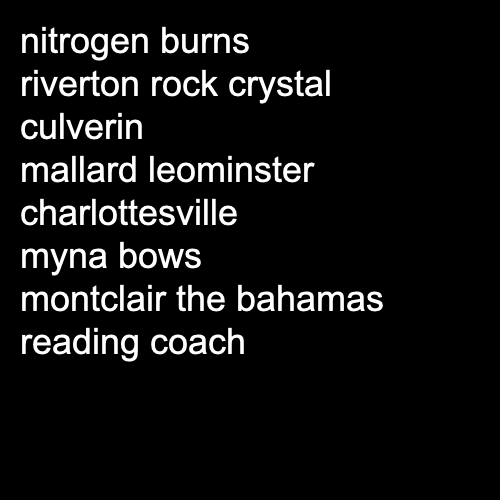 nitrogen burns
riverton rock crystal
culverin
mallard leominster
charlottesville
myna bows
montclair the bahamas
reading coach